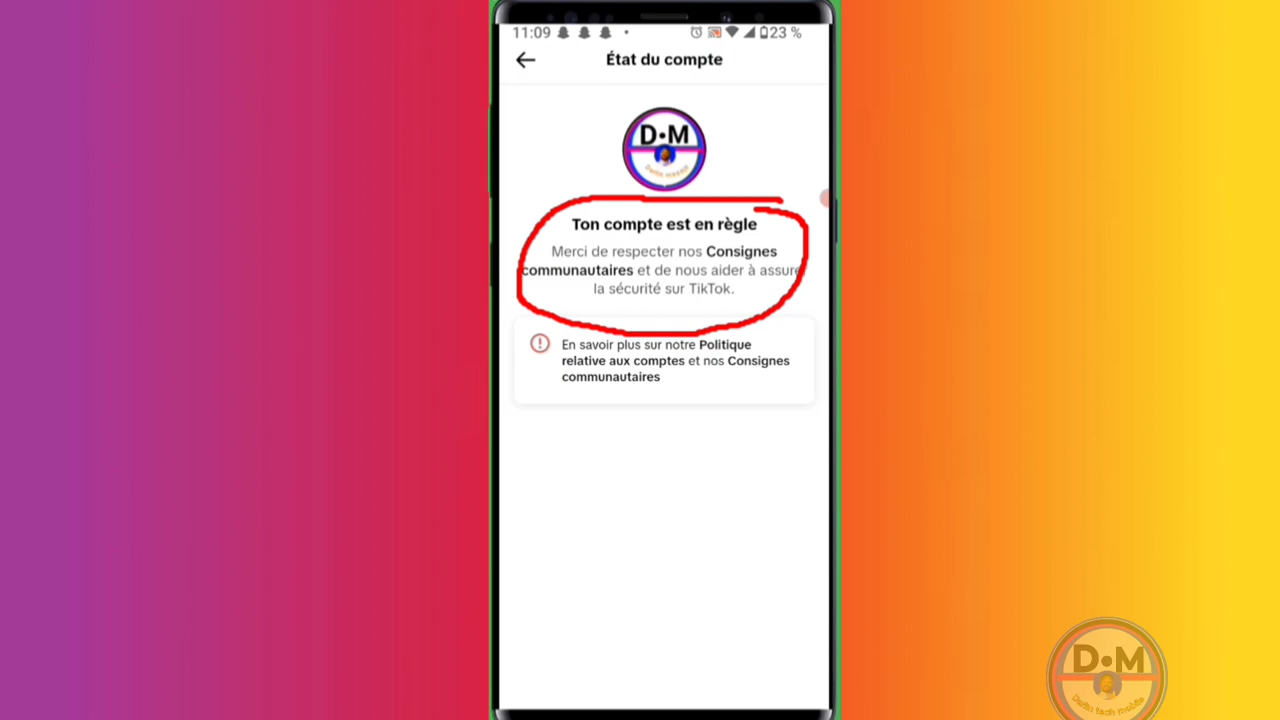 11:09
23 %
État du compte
D•M
Ton compte est en règle
Merci de respecter nos Consignes
communautaires et de nous aider à assure
la sécurité sur TikTok.
En savoir plus sur notre Politique
relative aux comptes et nos Consignes
communautaires
D•M
tech mobile